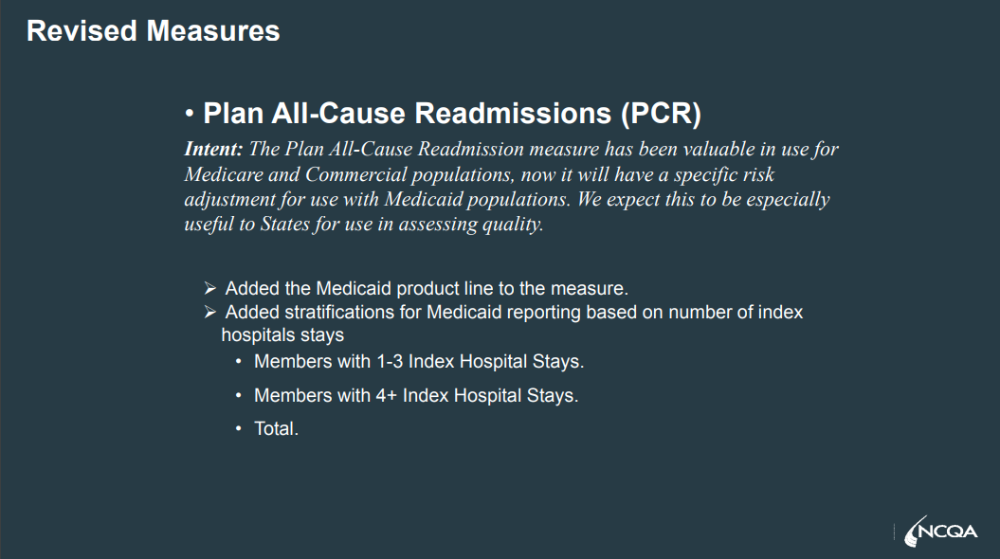 Revised Measures
• Plan All-Cause Readmissions (PCR)
Intent: The Plan All-Cause Readmission measure has been valuable in use for
Medicare and Commercial populations, now it will have a specific risk
adjustment for use with Medicaid populations. We expect this to be especially
useful to States for use in assessing quality.
➢ Added the Medicaid product line to the measure.
➢ Added stratifications for Medicaid reporting based on number of index
hospitals stays
• Members with 1-3 Index Hospital Stays.
• Members with 4+ Index Hospital Stays.
• Total.
NCQA